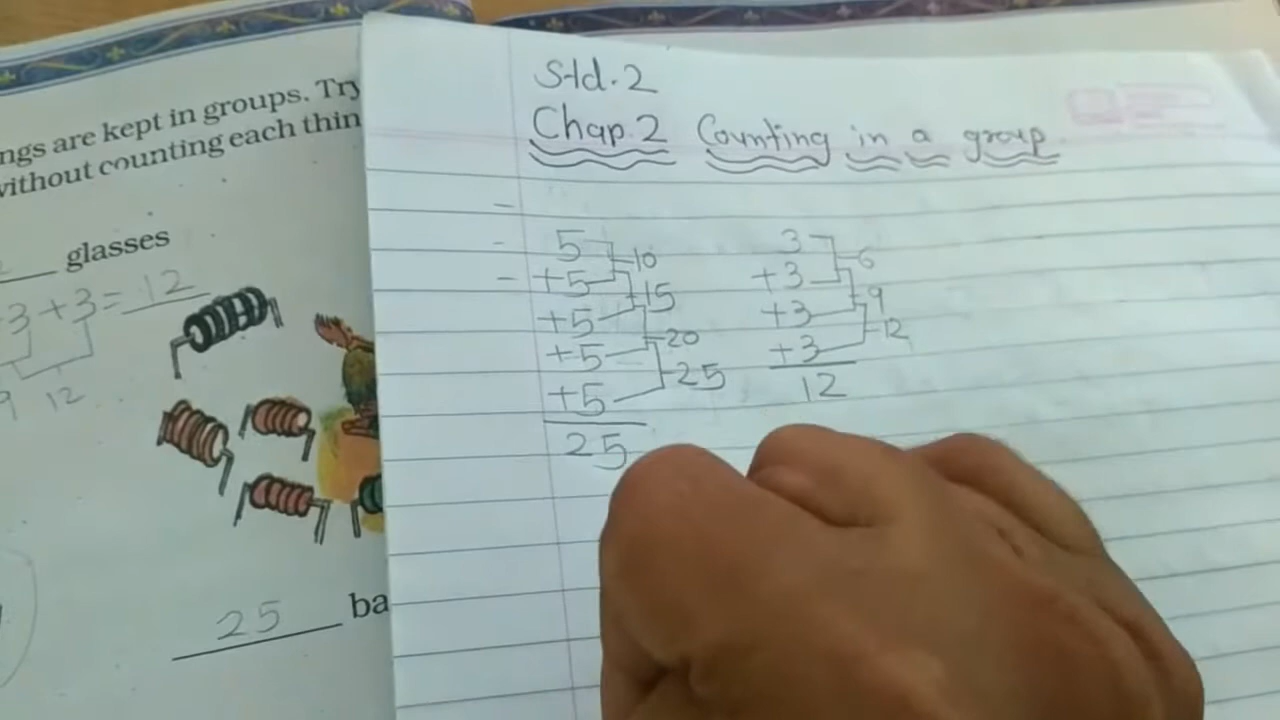 ngs are kept in groups. Try
without counting each thin
glasses
3+3= 12
9 12
25 ba
Std. 2
Chap. 2 Counting in a group
5
+5 10
+5 15
+5 20
+5 25
25
3
+3 6
+3 9
+3 12
12